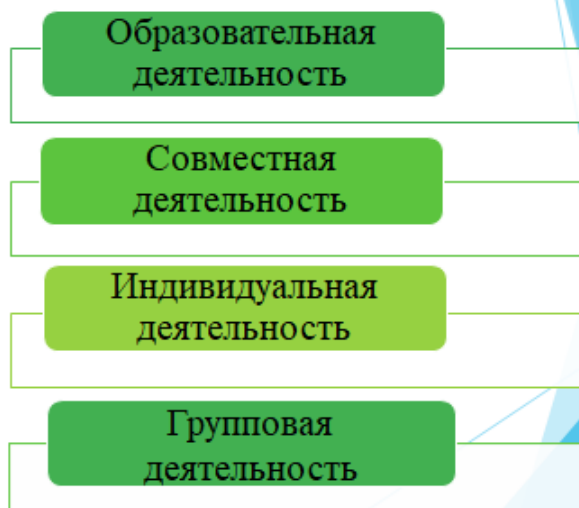 Образовательная
деятельность
Совместная
деятельность
Индивидуальная
деятельность
Групповая
деятельность